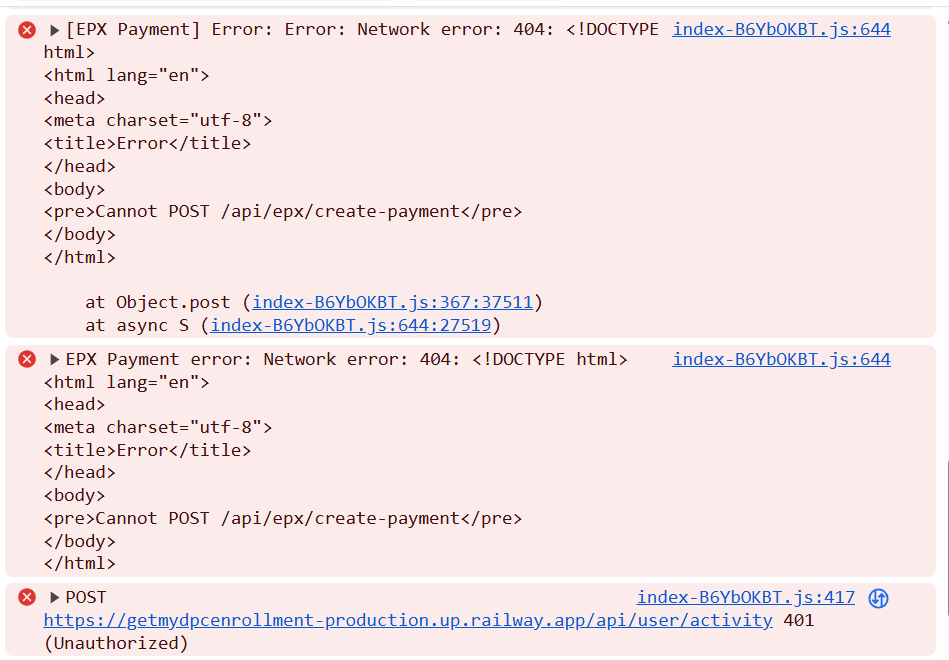 [EPX Payment] Error: Error: Network error: 404: <!DOCTYPE index-B6YbOKBT.js:644
html>
<html lang="en">
<head>
<meta charset="utf-8">
<title>Error</title>
</head>
<body>
<pre>Cannot POST /api/epx/create-payment</pre>
</body>
</html>
at Object.post (index-B6YbOKBT.js:367:37511)
at async S (index-B6YbOKBT.js:644:27519)
EPX Payment error: Network error: 404: <!DOCTYPE html> index-B6YbOKBT.js:644
<html lang="en">
<head>
<meta charset="utf-8">
<title>Error</title>
</head>
<body>
<pre>Cannot POST /api/epx/create-payment</pre>
</body>
</html>
POST index-B6YbOKBT.js:417
https://getmydpcenrollment-production.up.railway.app/api/user/activity 401
(Unauthorized)